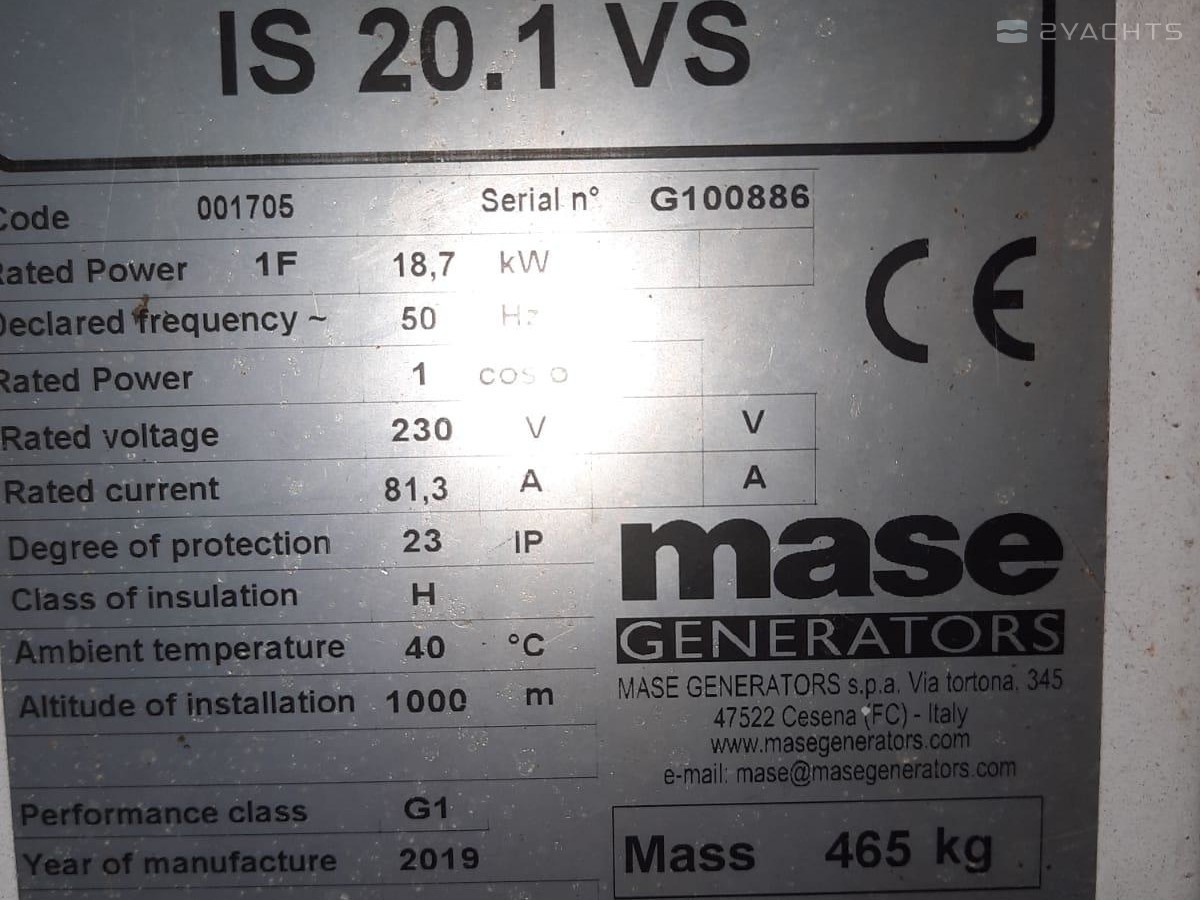 2YACHTS
IS 20.1 VS
Code 001705 Serial n° G100886
Rated Power 1F 18,7 kW
Declared frequency ~ 50 Hz
Rated Power 1 cos o
Rated voltage 230 V V
Rated current 81,3 A A
Degree of protection 23 IP
Class of insulation H
Ambient temperature 40 °C
Altitude of installation 1000 m
Performance class G1
Year of manufacture 2019
CE
mase
GENERATORS
MASE GENERATORS s.p.a. Via tortona, 345
47522 Cesena (FC) - Italy
www.masegenerators.com
e-mail: mase@masegenerators.com
Mass 465 kg